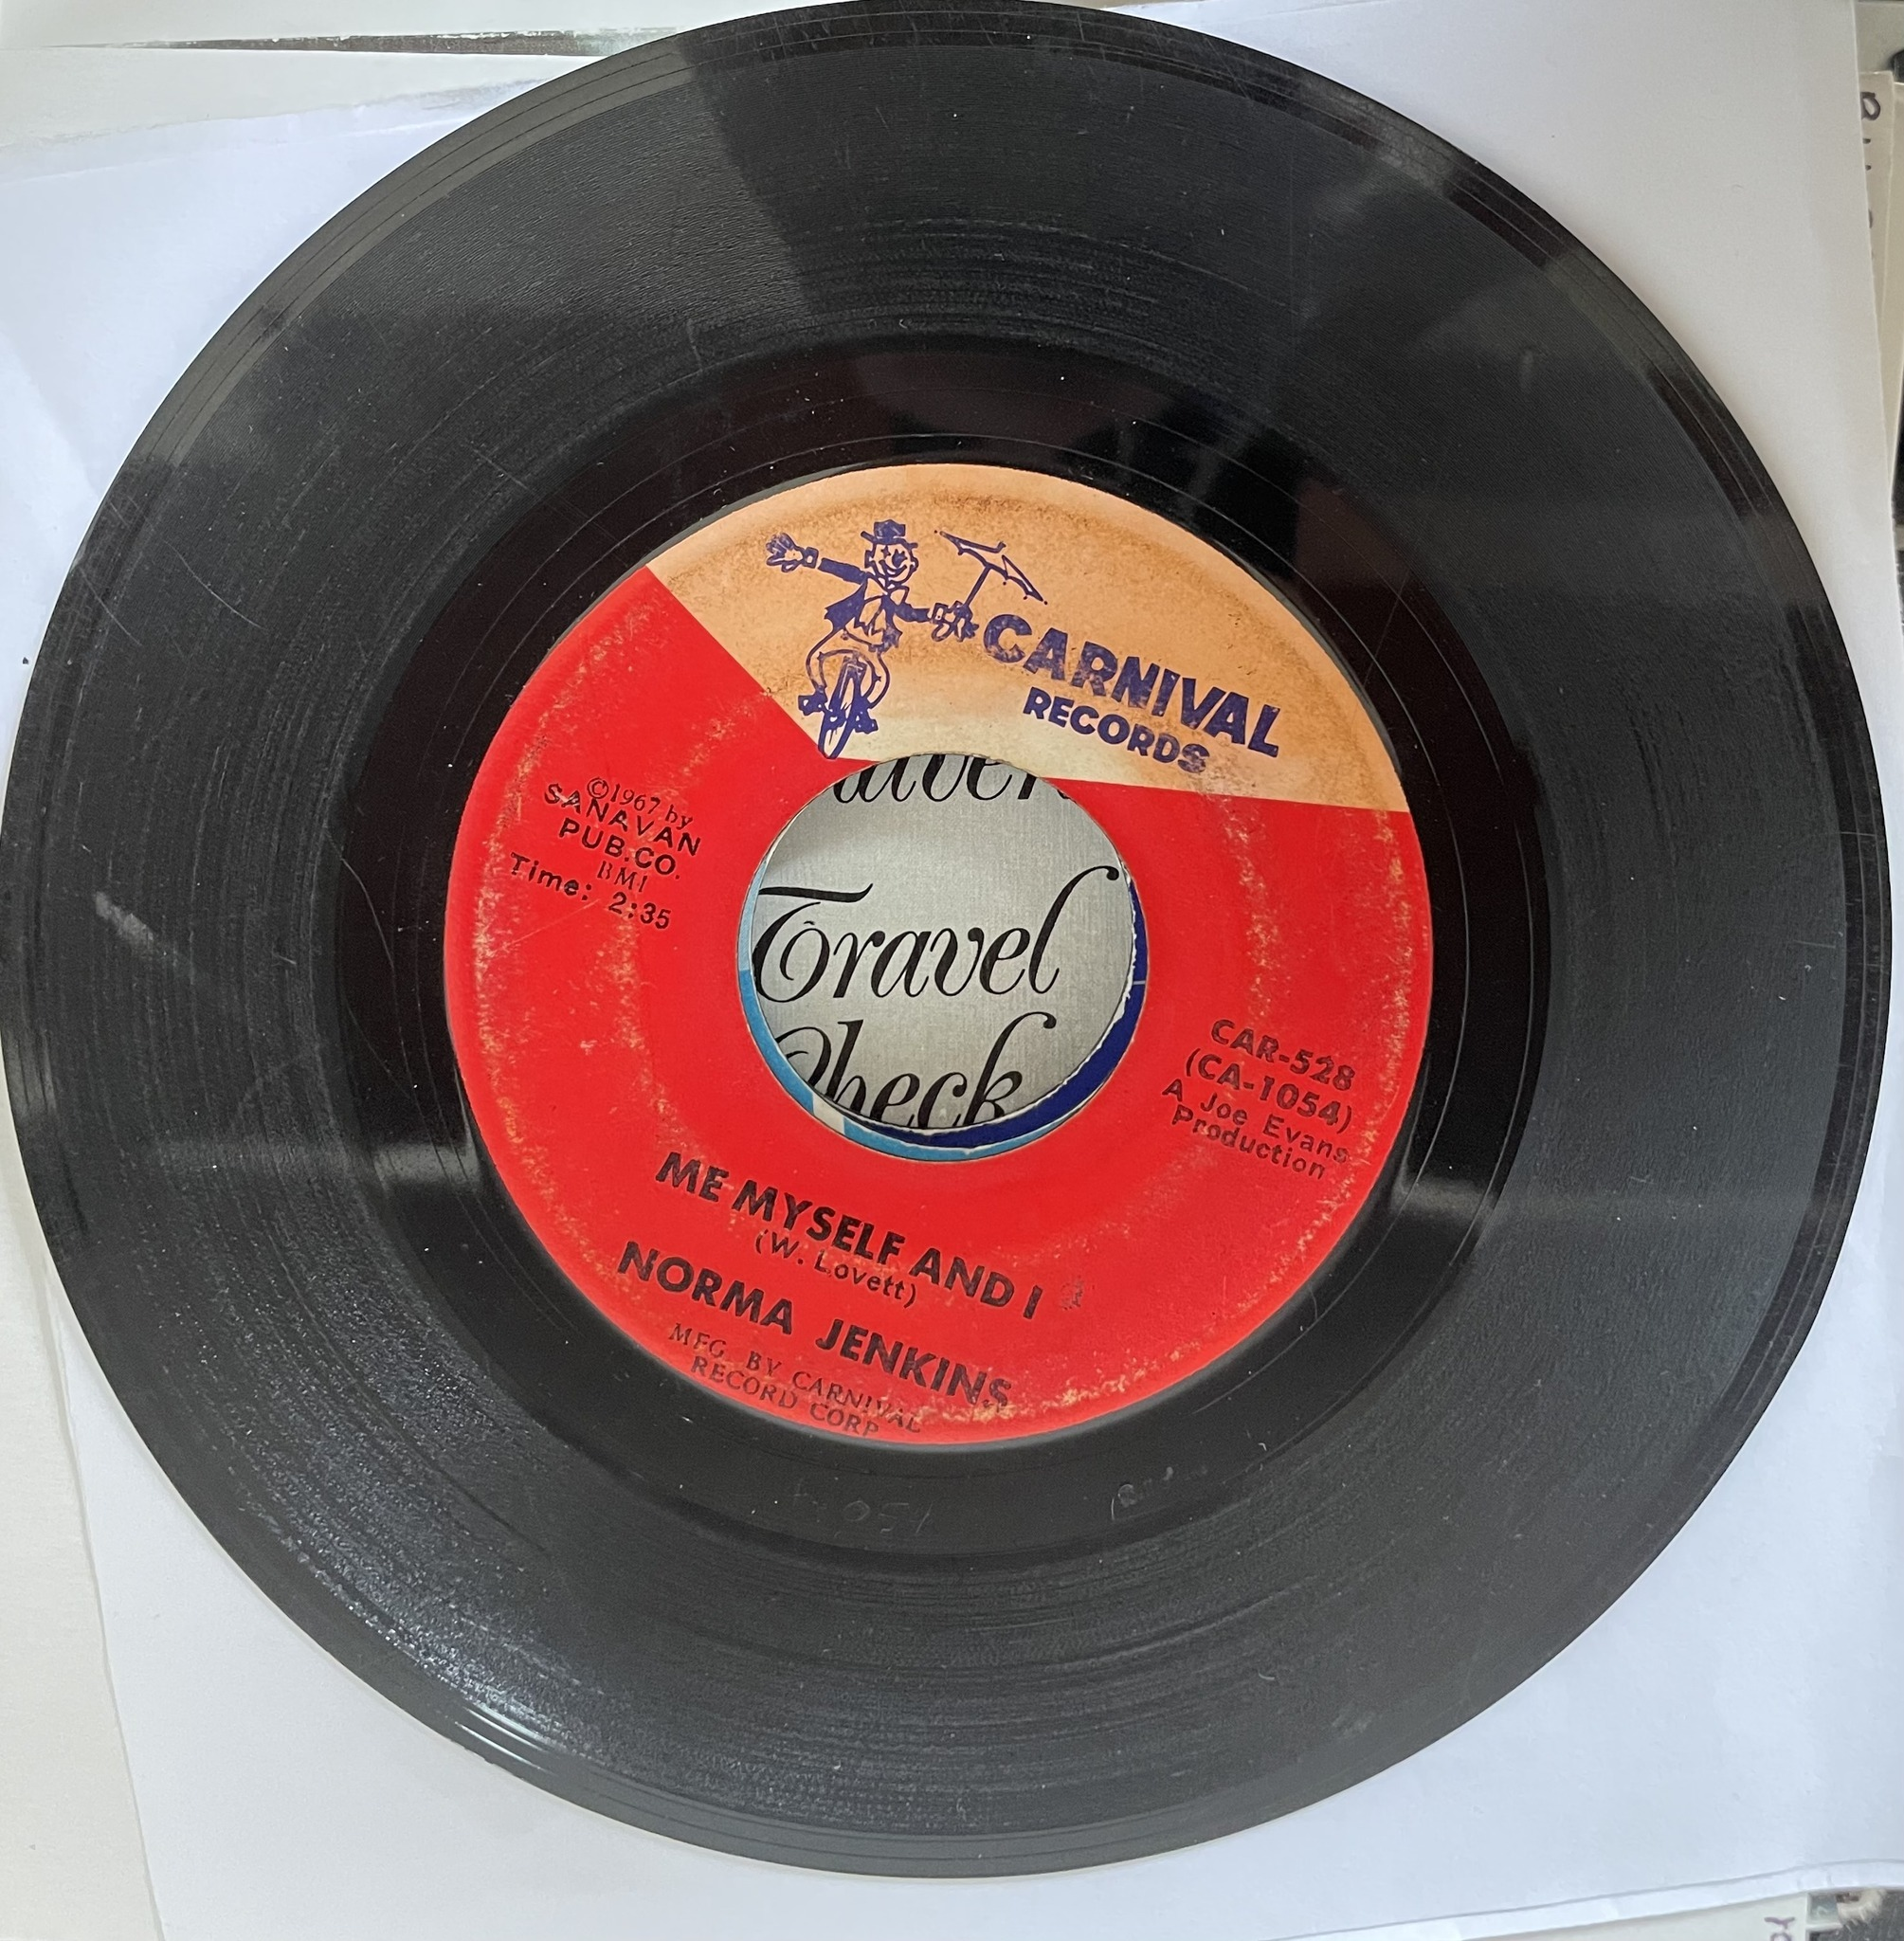 CARNIVAL
RECORDS
©1967 by
SANAVAN
PUB.CO.
BMI
Time: 2:35
Travel
Check
CAR-528
(CA-1054)
A Joe Evans
Production
ME MYSELF AND I
(W. Lovett)
NORMA JENKINS
MFG. BY CARNIVAL
RECORD CORP